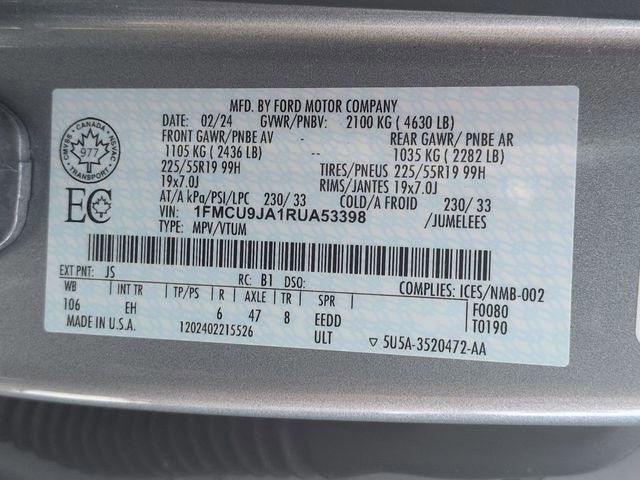 MFD. BY FORD MOTOR COMPANY
DATE: 02/24 GVWR/PNBV: 2100 KG ( 4630 LB)
FRONT GAWR/PNBE AV - REAR GAWR/ PNBE AR
1105 KG ( 2436 LB) -- 1035 KG ( 2282 LB)
225/55R19 99H TIRES/PNEUS 225/55R19 99H
19x7.0J RIMS/JANTES 19x7.0J
AT/A kPa/PSI/LPC 230/ 33 COLD/A FROID 230/ 33
VIN: 1FMCU9JA1RUA53398 /JUMELEES
TYPE: MPV/VTUM
CANADA
CMVSS NSVAC
977
TRANSPORT
EC
EXT PNT: JS RC: B1 DSO: COMPLIES: ICES/NMB-002
WB INT TR TP/PS R AXLE TR SPR F0080
106 EH 6 47 8 EEDD T0190
MADE IN U.S.A. 1202402215526 ULT ▽ 5U5A-3520472-AA